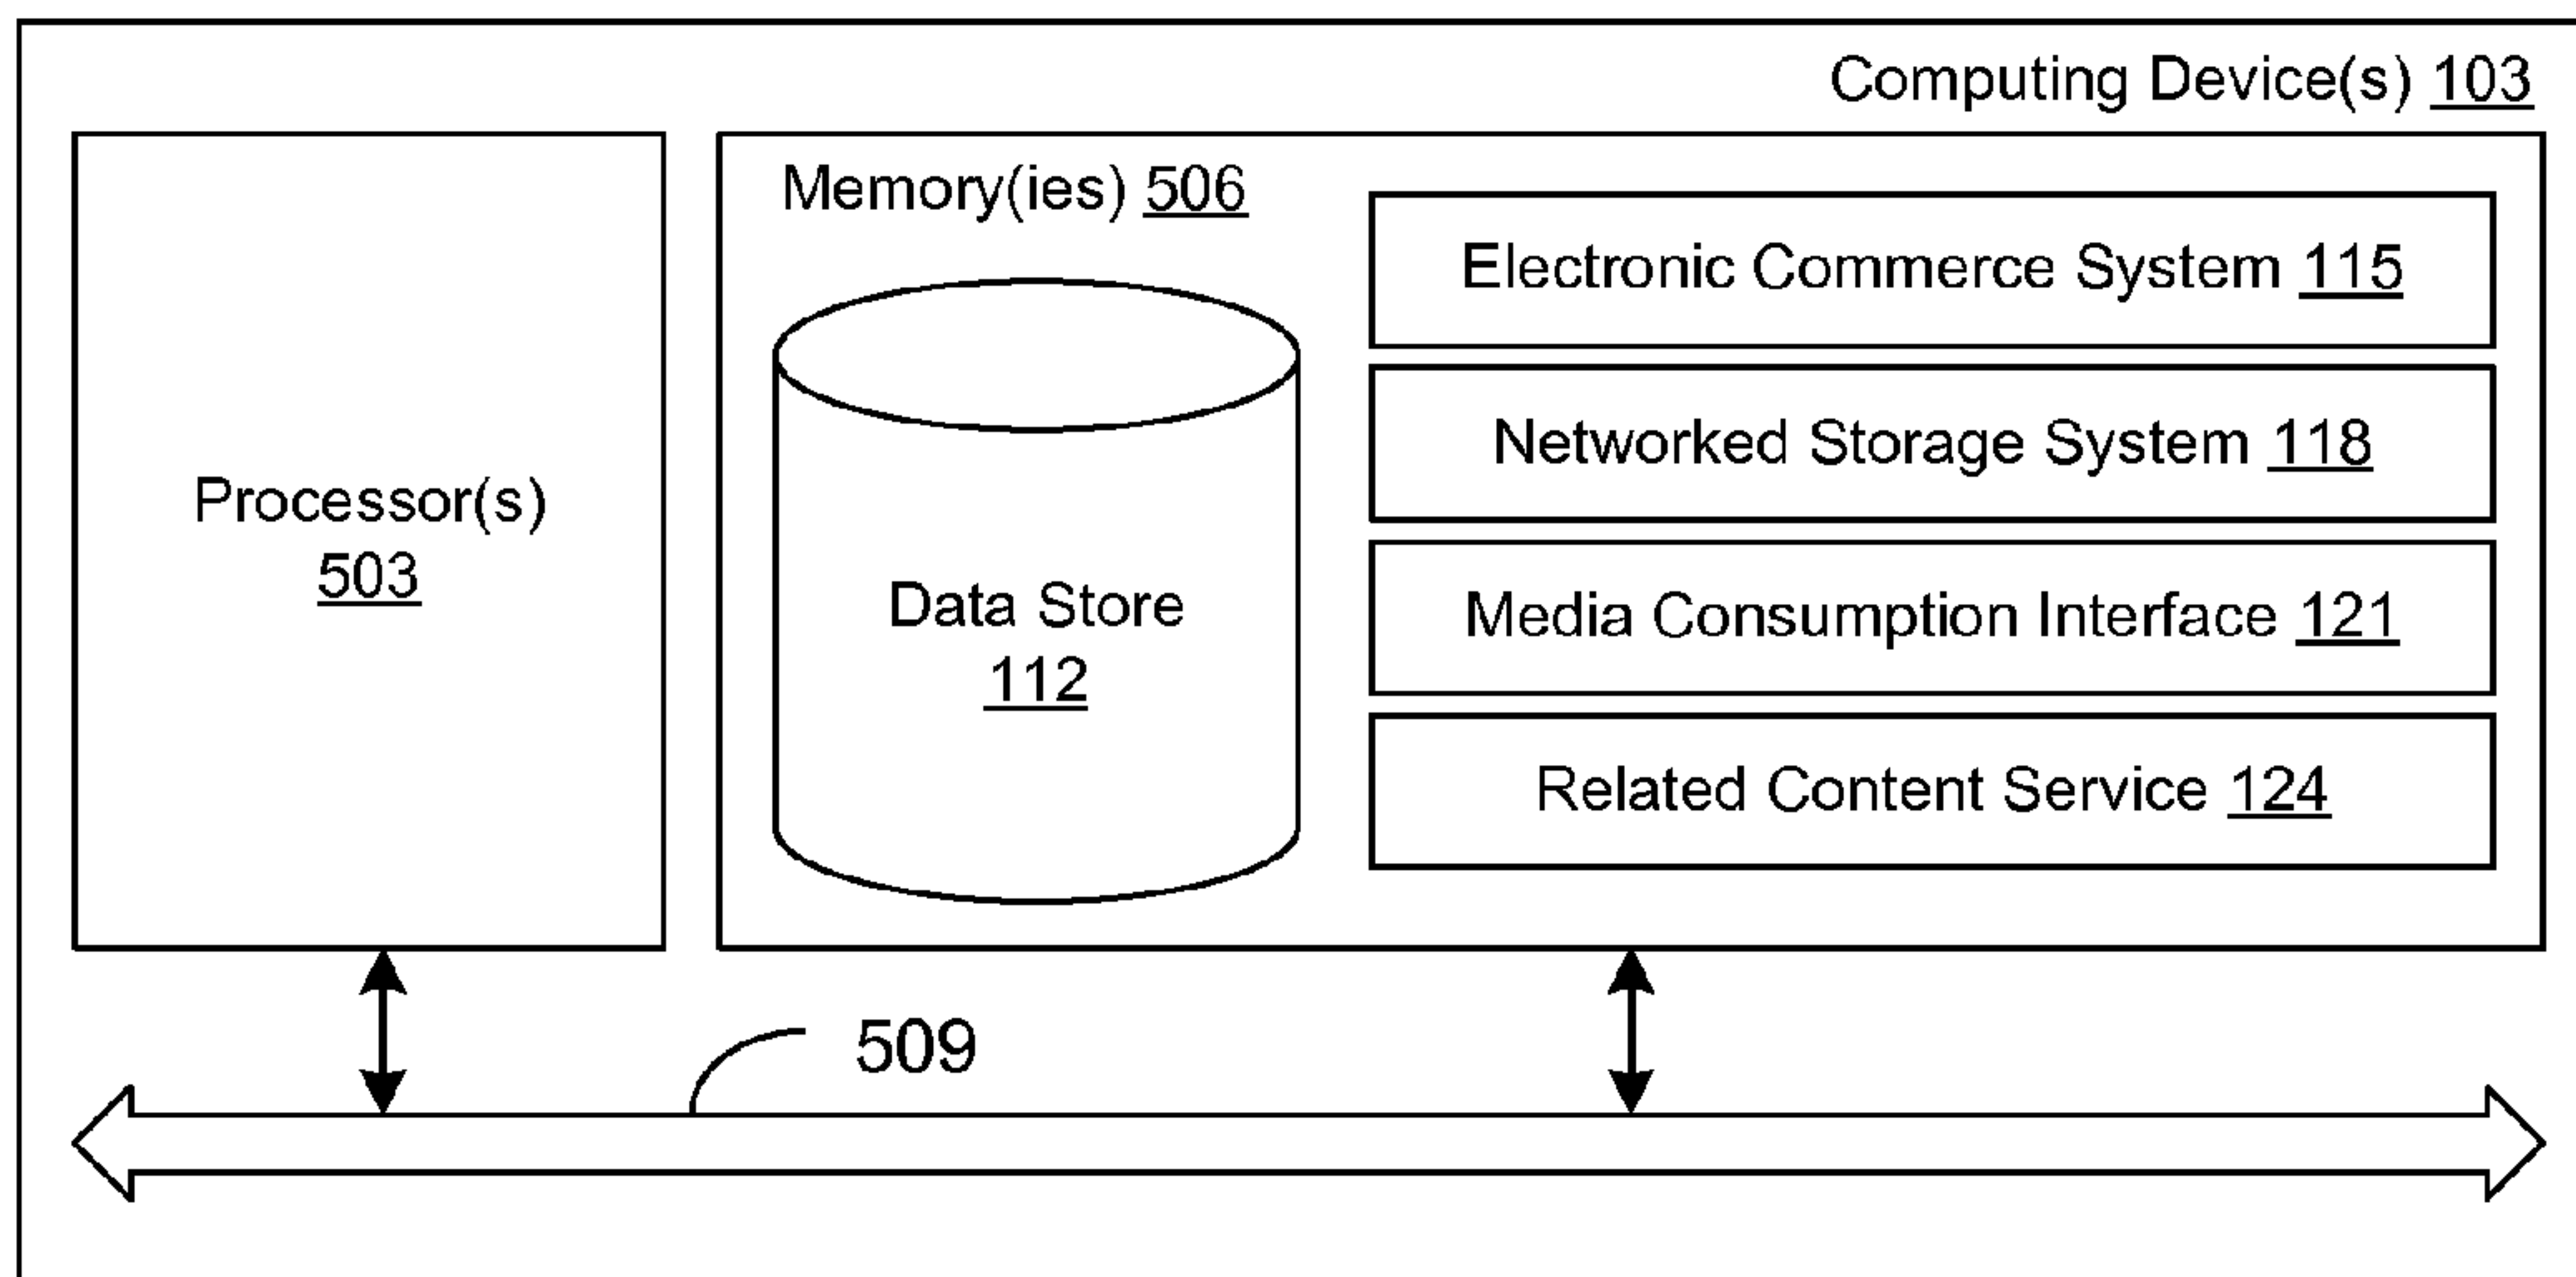 Computing Device(s) 103
Processor(s)
503
Memory(ies) 506
Data Store
112
Electronic Commerce System 115
Networked Storage System 118
Media Consumption Interface 121
Related Content Service 124
509